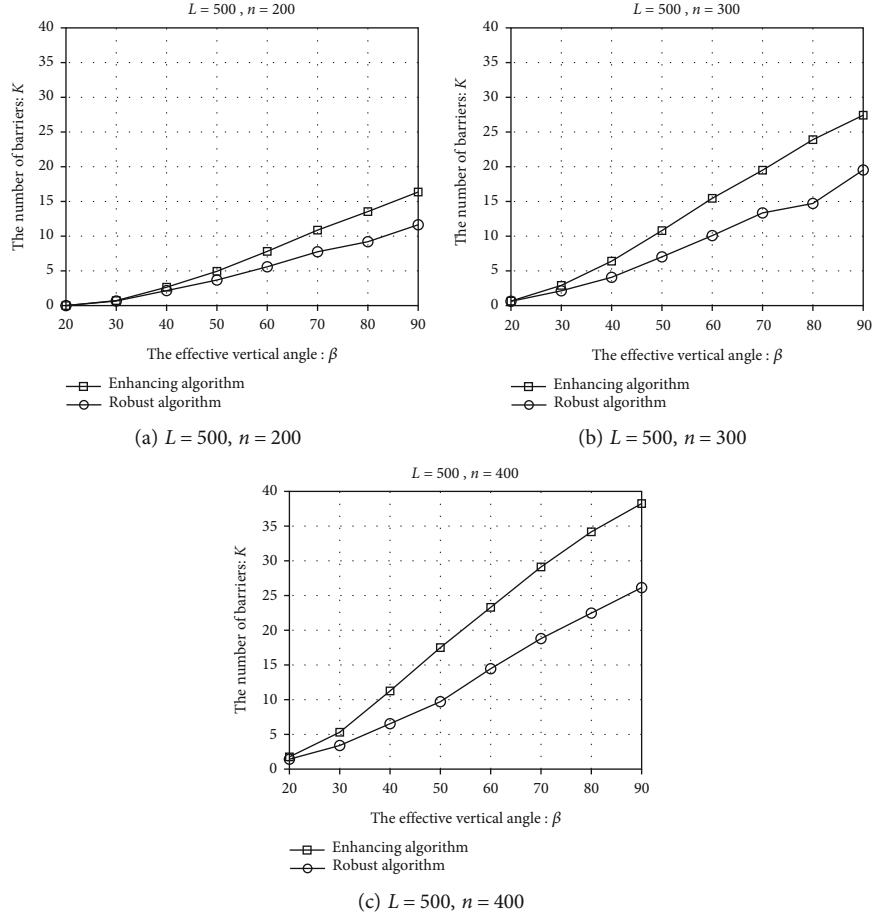 L = 500 , n = 200
40
35
30
25
20
15
10
5
0
The number of barriers: K
20 30 40 50 60 70 80 90
The effective vertical angle : β
Enhancing algorithm
Robust algorithm
(a) L = 500, n = 200
L = 500 , n = 300
40
35
30
25
20
15
10
5
0
The number of barriers: K
20 30 40 50 60 70 80 90
The effective vertical angle : β
Enhancing algorithm
Robust algorithm
(b) L = 500, n = 300
L = 500 , n = 400
40
35
30
25
20
15
10
5
0
The number of barriers: K
20 30 40 50 60 70 80 90
The effective vertical angle : β
Enhancing algorithm
Robust algorithm
(c) L = 500, n = 400